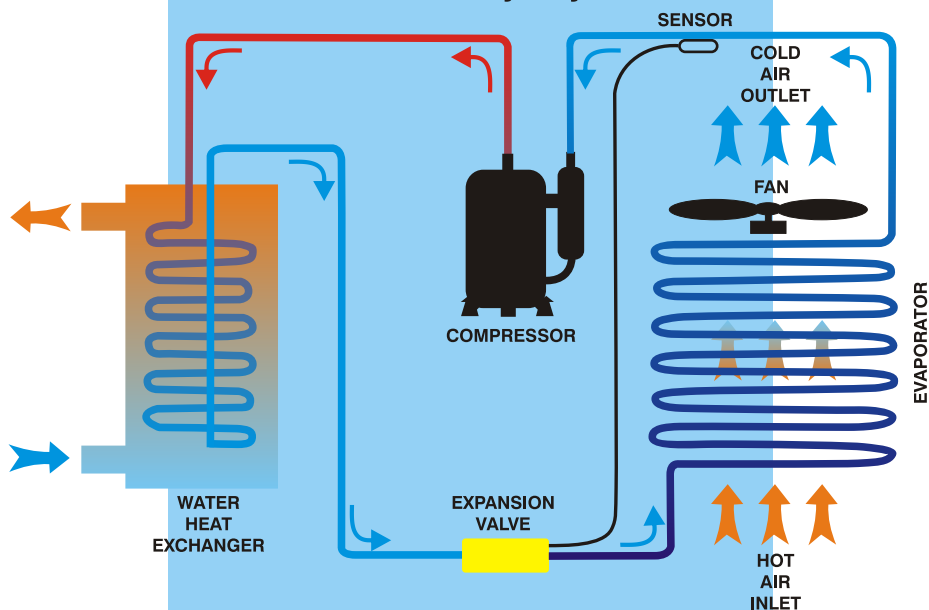 SENSOR
COLD
AIR
OUTLET
FAN
COMPRESSOR
EVAPORATOR
WATER
HEAT
EXCHANGER
EXPANSION
VALVE
HOT
AIR
INLET